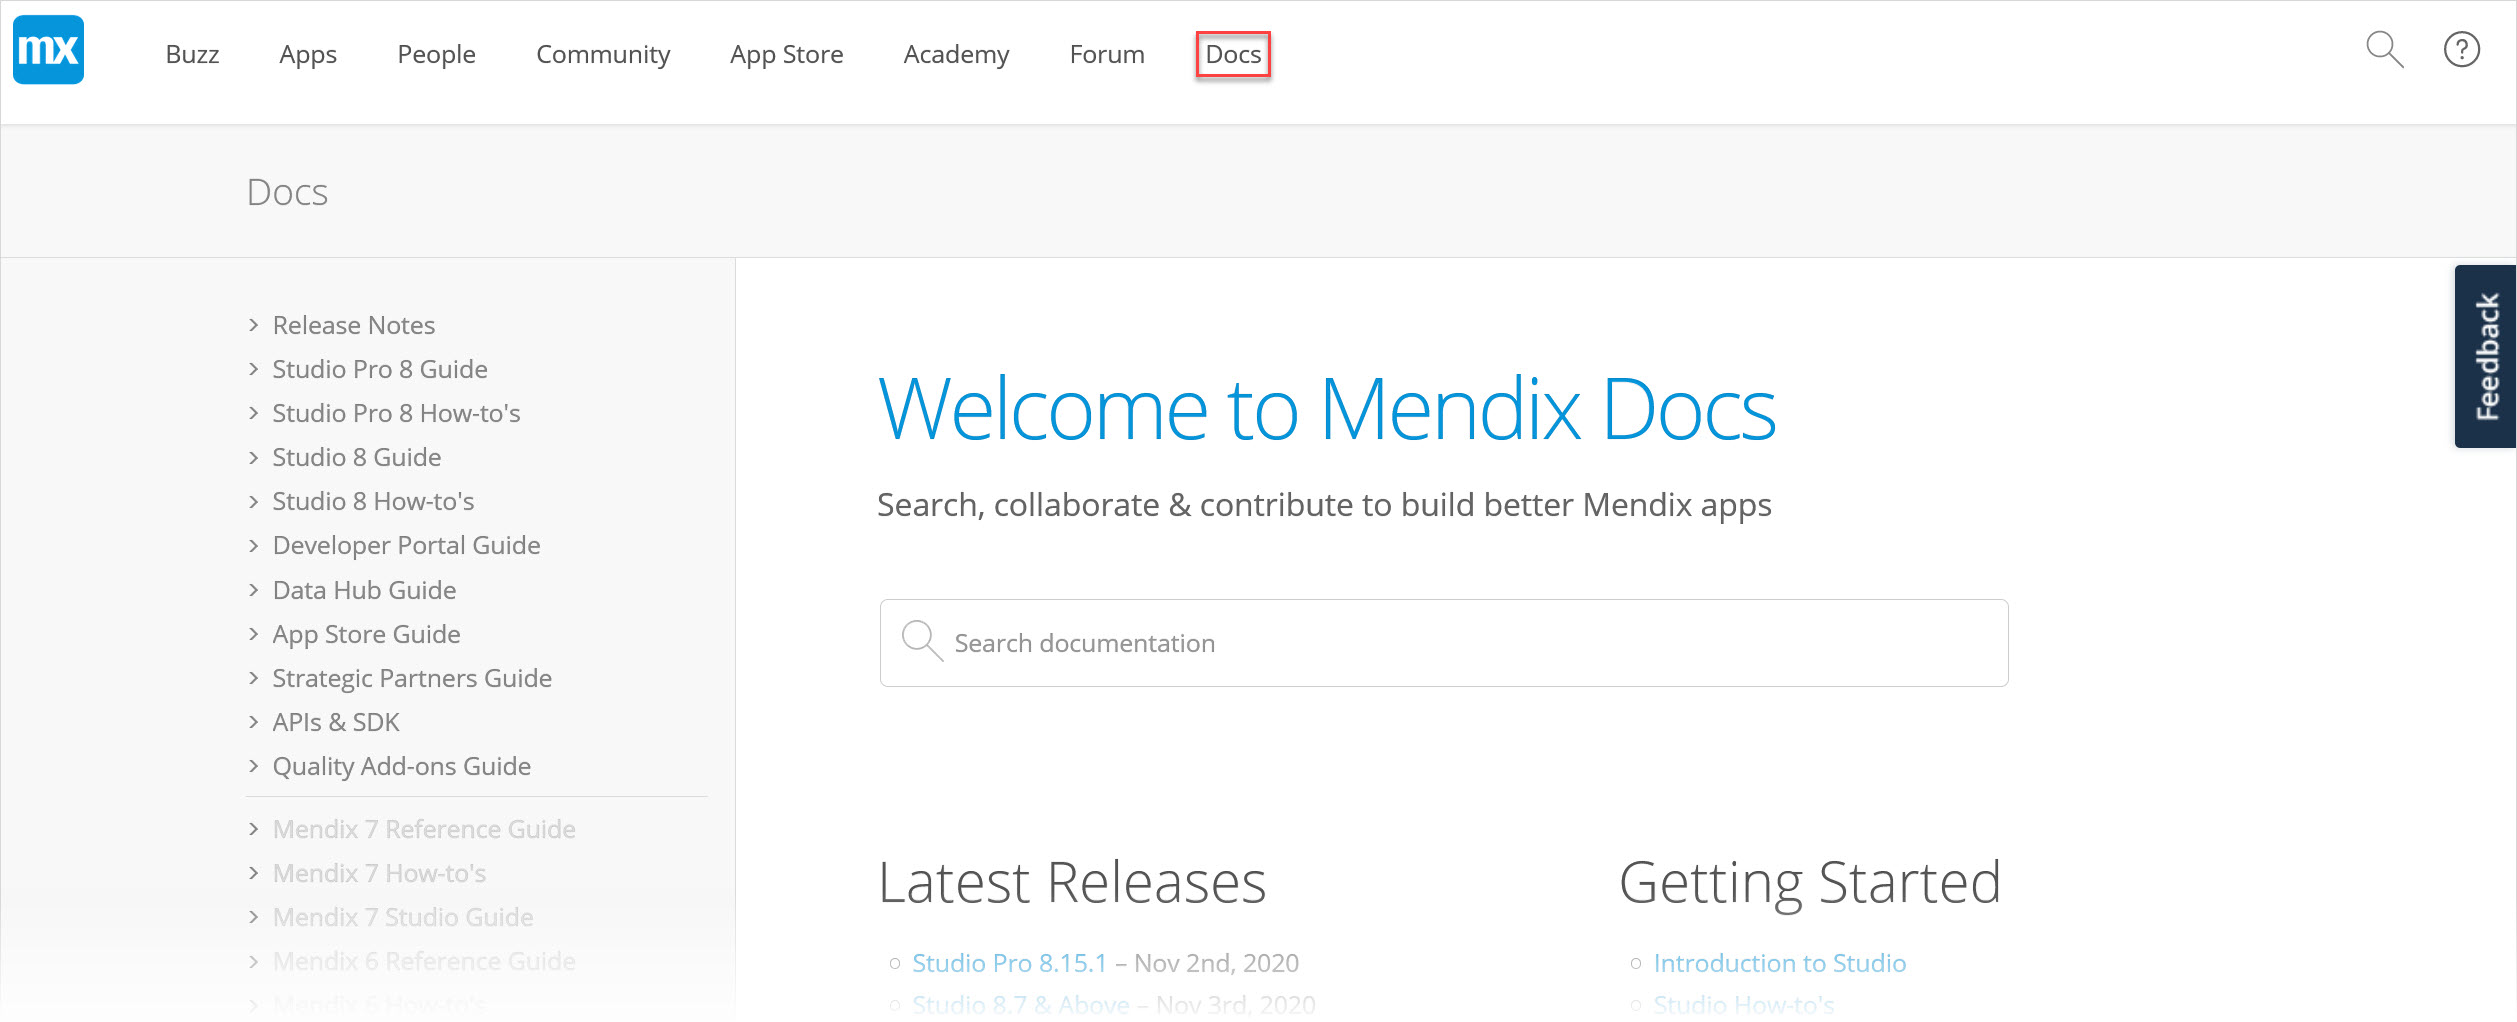 mx
Buzz Apps People Community App Store Academy Forum Docs
?
Docs
Feedback
Release Notes
Studio Pro 8 Guide
Studio Pro 8 How-to's
Studio 8 Guide
Studio 8 How-to's
Developer Portal Guide
Data Hub Guide
App Store Guide
Strategic Partners Guide
APIs & SDK
Quality Add-ons Guide
Mendix 7 Reference Guide
Mendix 7 How-to's
Mendix 7 Studio Guide
Mendix 6 Reference Guide
Mendix 6 How-to's
Welcome to Mendix Docs
Search, collaborate & contribute to build better Mendix apps
Search documentation
Latest Releases
Studio Pro 8.15.1 – Nov 2nd, 2020
Studio 8.7 & Above – Nov 3rd, 2020
Getting Started
Introduction to Studio
Studio How-to's